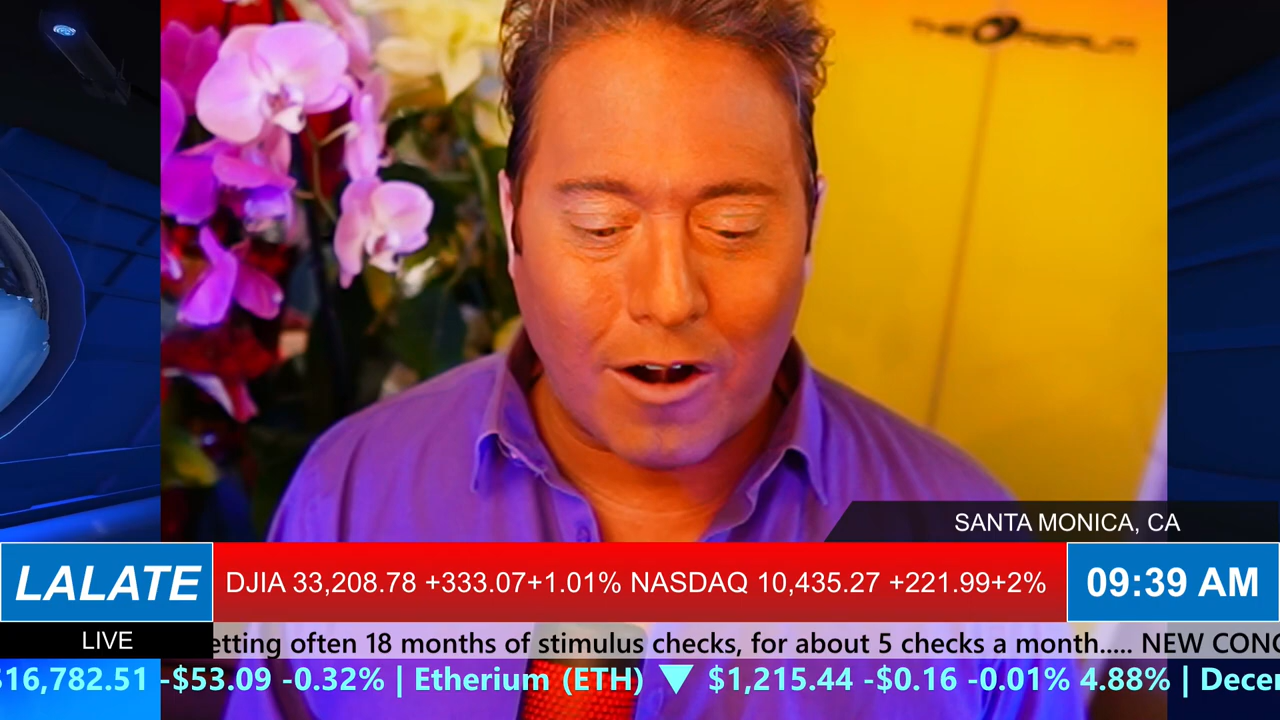 SANTA MONICA, CA
LALATE
DJIA 33,208.78 +333.07+1.01% NASDAQ 10,435.27 +221.99+2%
09:39 AM
LIVE
etting often 18 months of stimulus checks, for about 5 checks a month..... NEW CONC
$16,782.51 -$53.09 -0.32% | Etherium (ETH) ▼ $1,215.44 -$0.16 -0.01% 4.88% | Decer